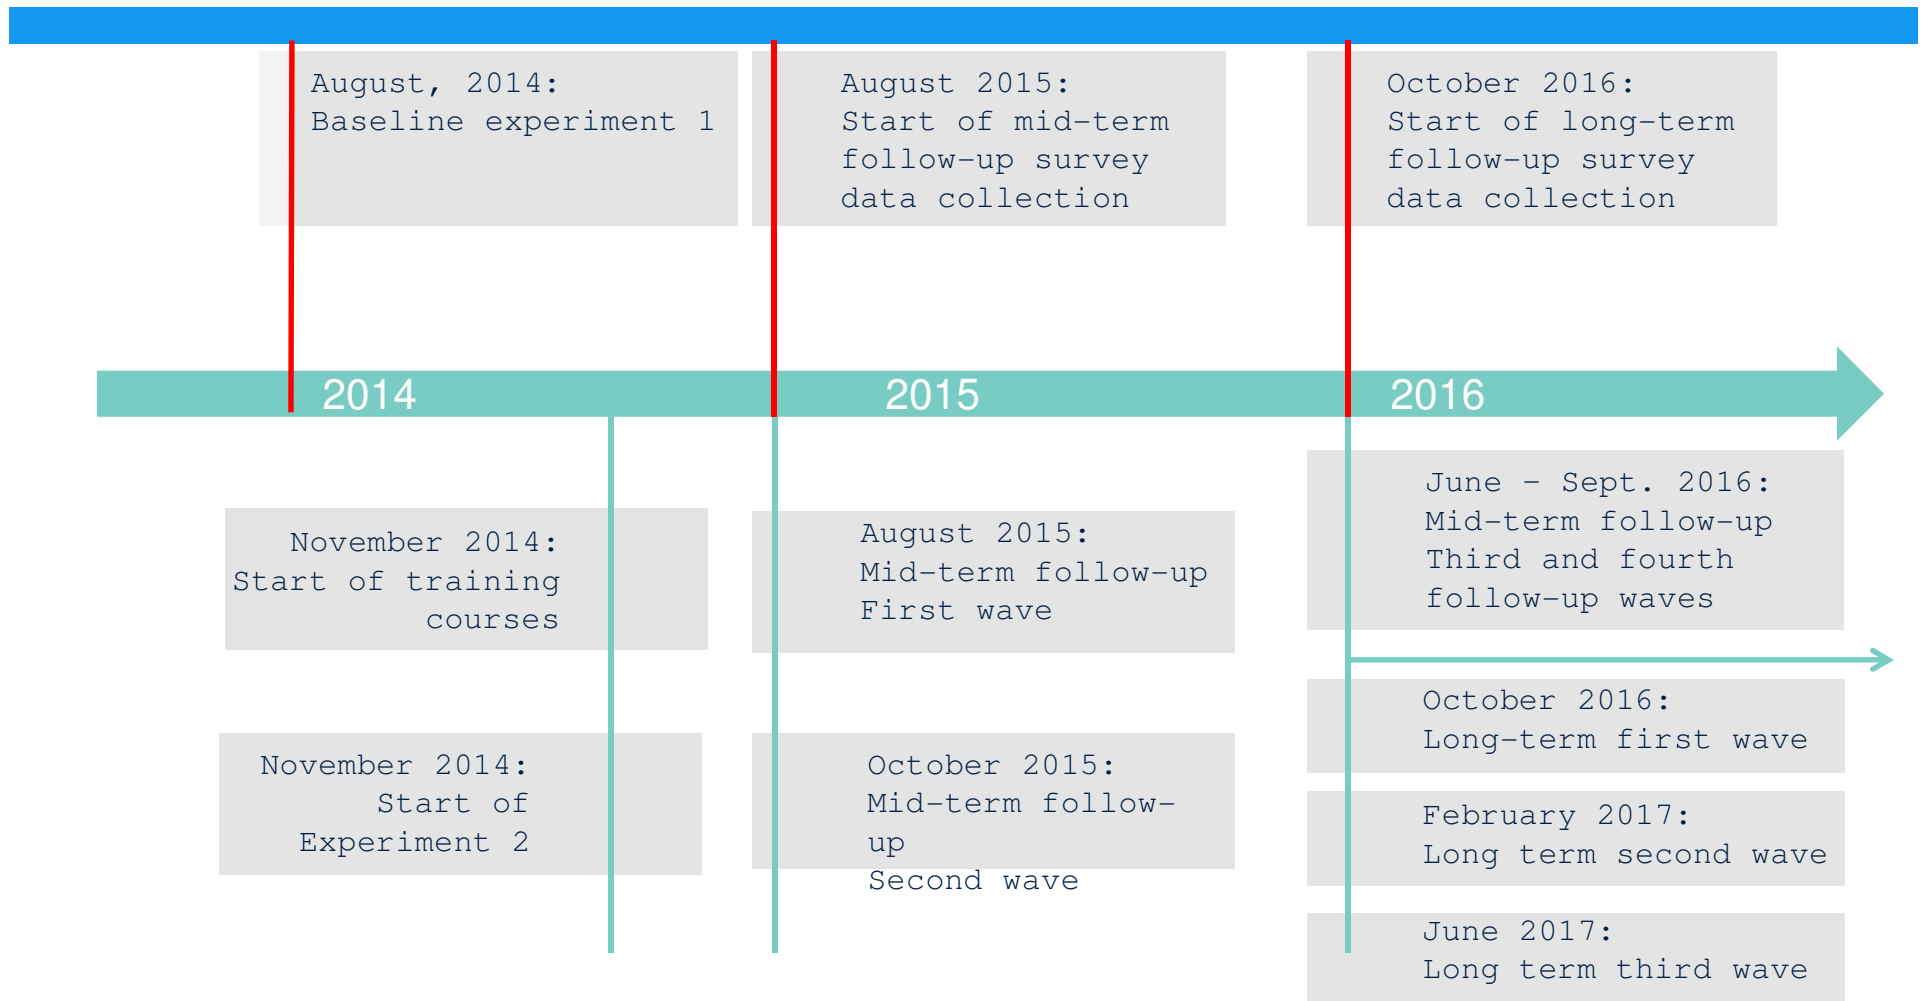 August, 2014:
Baseline experiment 1
August 2015:
Start of mid-term
follow-up survey
data collection
October 2016:
Start of long-term
follow-up survey
data collection
2014
2015
2016
November 2014:
Start of training
courses
August 2015:
Mid-term follow-up
First wave
June - Sept. 2016:
Mid-term follow-up
Third and fourth
follow-up waves
November 2014:
Start of
Experiment 2
October 2015:
Mid-term follow-
up
Second wave
October 2016:
Long-term first wave
February 2017:
Long term second wave
June 2017:
Long term third wave